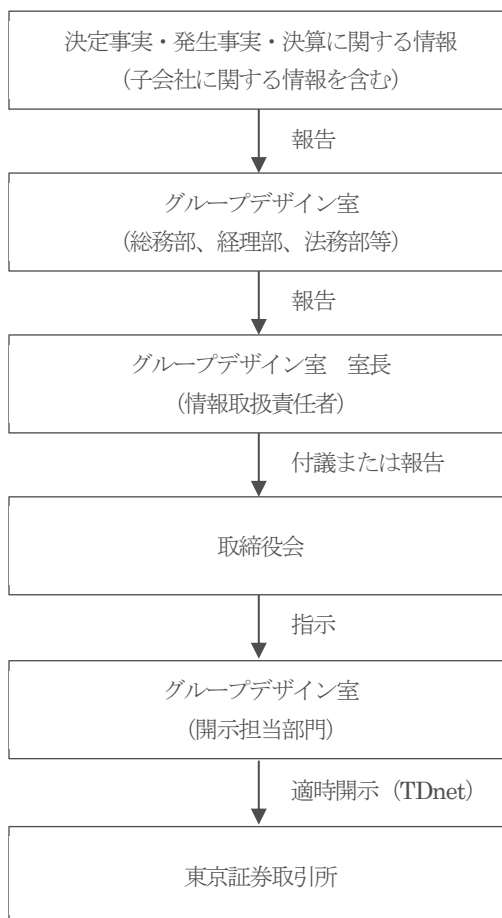 決定事実・発生事実・決算に関する情報
（子会社に関する情報を含む）
報告
グループデザイン室
（総務部、経理部、法務部等）
報告
グループデザイン室　室長
（情報取扱責任者）
付議または報告
取締役会
指示
グループデザイン室
（開示担当部門）
適時開示（TDnet）
東京証券取引所